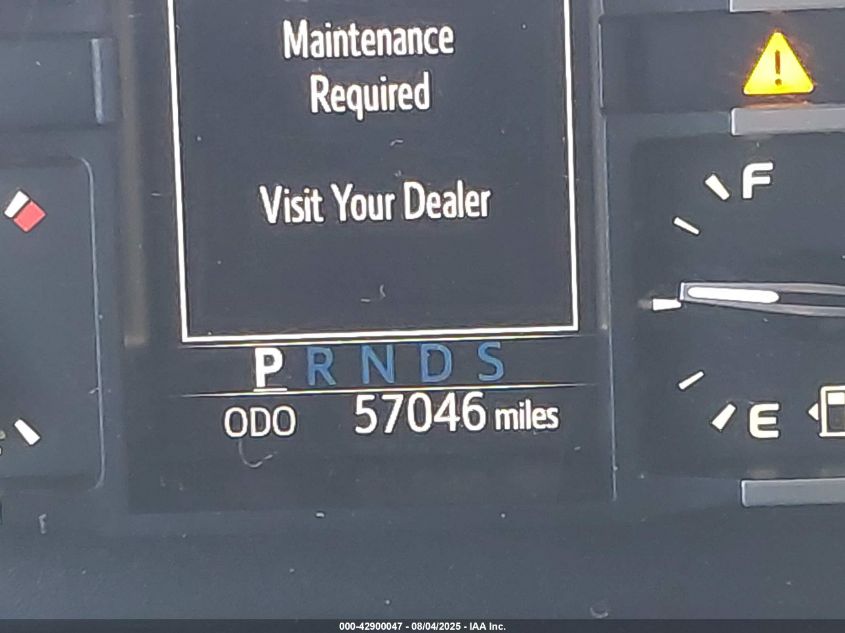 Maintenance
Required
Visit Your Dealer
F
P R N D S
E
ODO 57046 miles
000-42900047 - 08/04/2025 - IAA Inc.